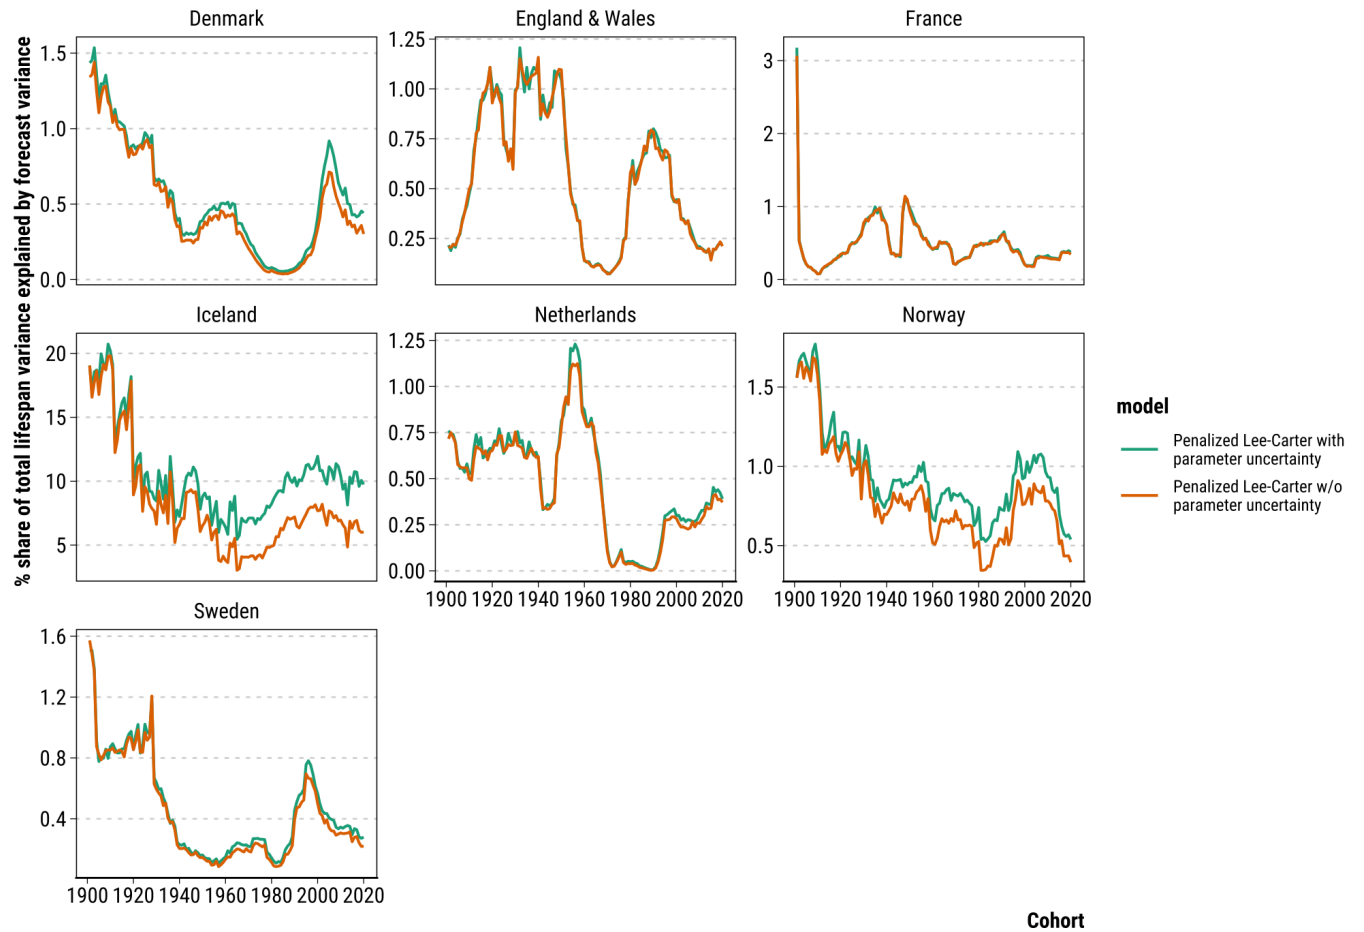 Denmark
England & Wales
France
% share of total lifespan variance explained by forecast variance
1.5
1.0
0.5
0.0
1.25
1.00
0.75
0.50
0.25
3
2
1
0
Iceland
Netherlands
Norway
20
15
10
5
1.25
1.00
0.75
0.50
0.25
0.00
1900 1920 1940 1960 1980 2000 2020
1.5
1.0
0.5
1900 1920 1940 1960 1980 2000 2020
Sweden
1.6
1.2
0.8
0.4
1900 1920 1940 1960 1980 2000 2020
Cohort
model
Penalized Lee-Carter with
parameter uncertainty
Penalized Lee-Carter w/o
parameter uncertainty